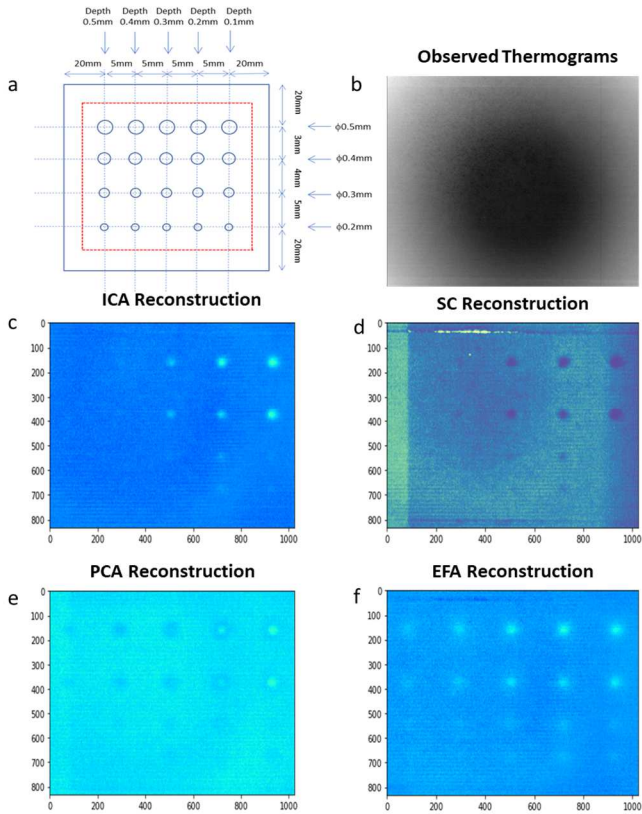 Depth Depth Depth Depth Depth
0.5mm 0.4mm 0.3mm 0.2mm 0.1mm
20mm 5mm 5mm 5mm 5mm 20mm
a
20mm
3mm
4mm
5mm
20mm
ϕ0.5mm
ϕ0.4mm
ϕ0.3mm
ϕ0.2mm
Observed Thermograms
b
ICA Reconstruction
c
0
100
200
300
400
500
600
700
800
0 200 400 600 800 1000
SC Reconstruction
d
0
100
200
300
400
500
600
700
800
0 200 400 600 800 1000
PCA Reconstruction
e
0
100
200
300
400
500
600
700
800
0 200 400 600 800 1000
EFA Reconstruction
f
0
100
200
300
400
500
600
700
800
0 200 400 600 800 1000